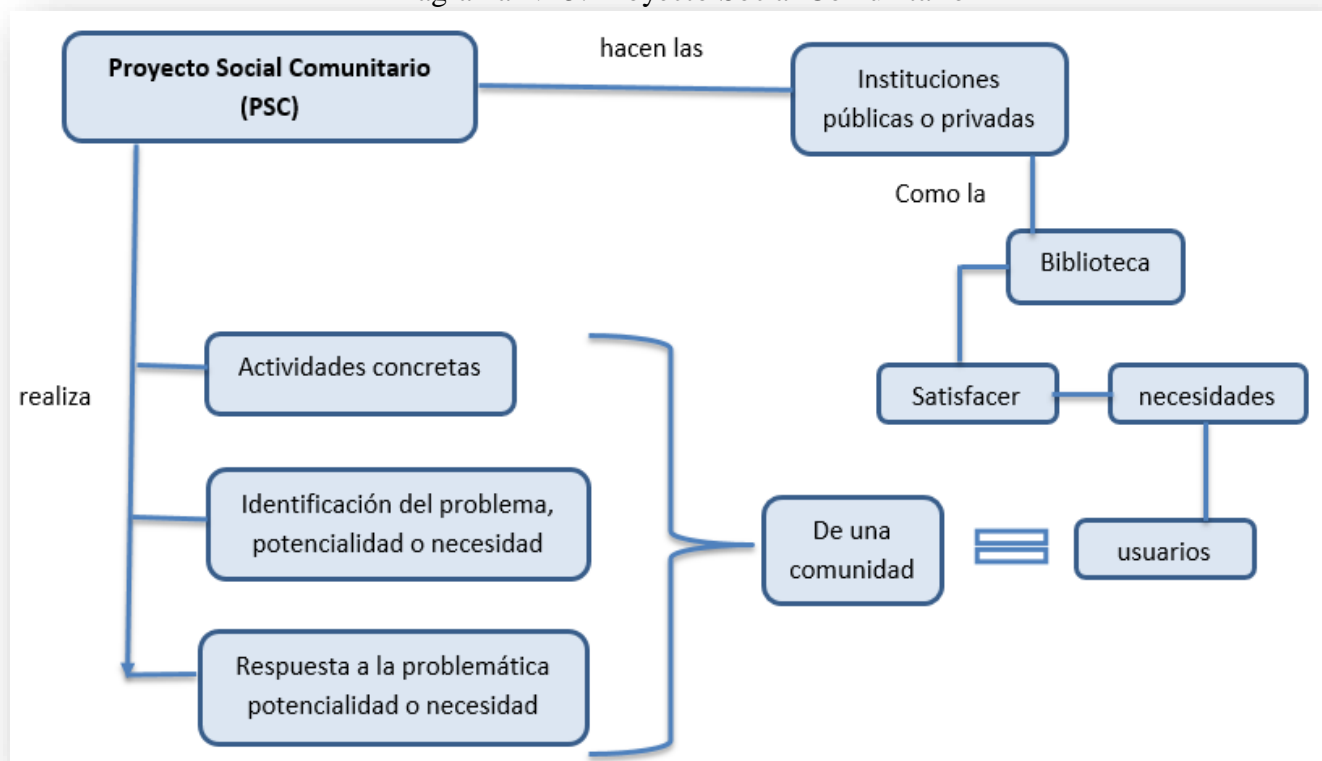 Proyecto Social Comunitario
(PSC)
hacen las
Instituciones
públicas o privadas
Como la
Biblioteca
Satisfacer
necesidades
usuarios
realiza
Actividades concretas
Identificación del problema,
potencialidad o necesidad
Respuesta a la problemática
potencialidad o necesidad
De una
comunidad